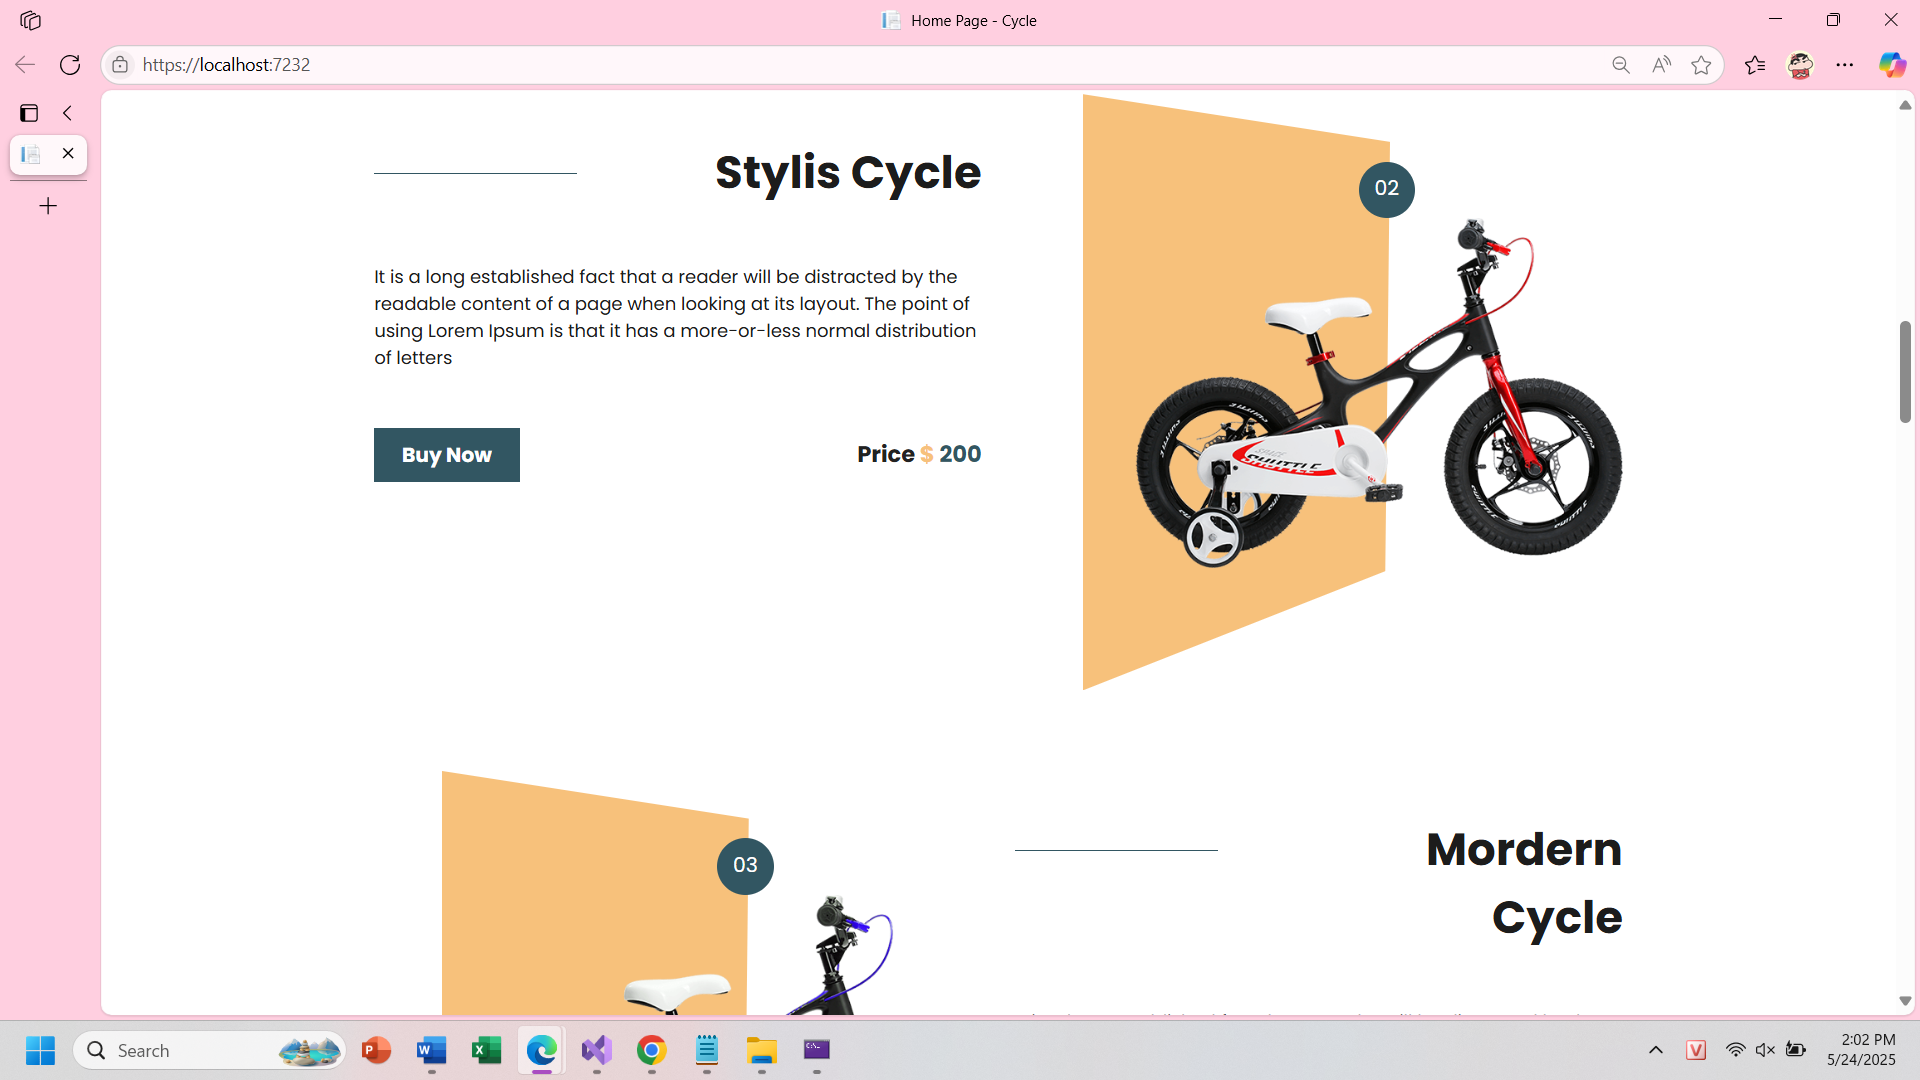 Home Page - Cycle
https://localhost:7232
Stylis Cycle
02
It is a long established fact that a reader will be distracted by the
readable content of a page when looking at its layout. The point of
using Lorem Ipsum is that it has a more-or-less normal distribution
of letters
Buy Now
Price $ 200
SPACE
SHUTTLE
03
Mordern
Cycle
Search
2:02 PM
5/24/2025